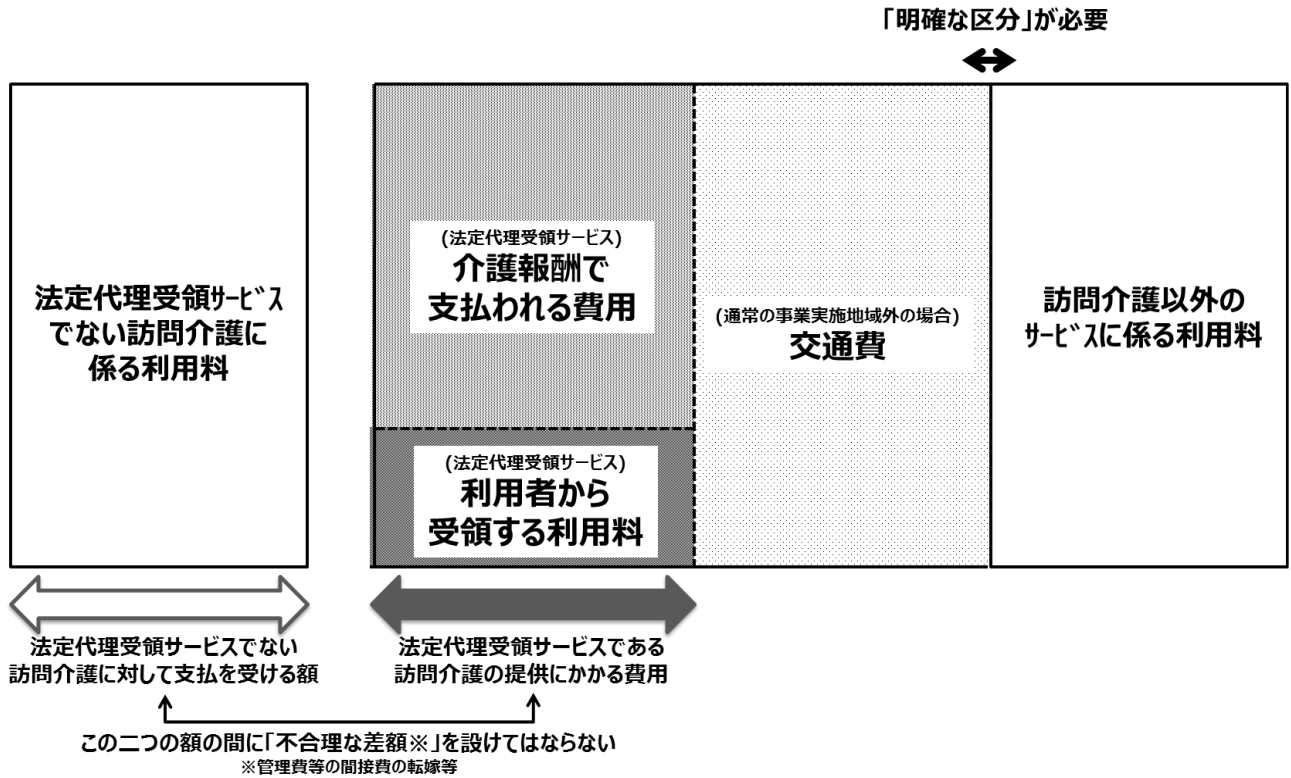 「明確な区分」が必要
法定代理受領ｻｰﾋﾞｽ
でない訪問介護に
係る利用料
(法定代理受領サービス)
介護報酬で
支払われる費用
(法定代理受領サービス)
利用者から
受領する利用料
(通常の事業実施地域外の場合)
交通費
訪問介護以外の
ｻｰﾋﾞｽに係る利用料
法定代理受領サービスでない
訪問介護に対して支払を受ける額
法定代理受領サービスである
訪問介護の提供にかかる費用
この二つの額の間に「不合理な差額※」を設けてはならない
※管理費等の間接費の転嫁等